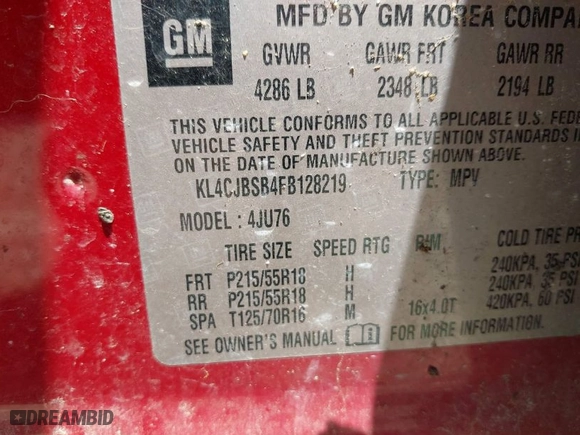 GM
MFD BY GM KOREA COMPA
GVWR GAWR FRT GAWR RR
4286 LB 2348 LB 2194 LB
THIS VEHICLE CONFORMS TO ALL APPLICABLE U.S. FEDE
VEHICLE SAFETY AND THEFT PREVENTION STANDARDS IN
ON THE DATE OF MANUFACTURE SHOWN ABOVE.
KL4CJBSB4FB128219 TYPE: MPV
MODEL : 4JU76
TIRE SIZE SPEED RTG RIM COLD TIRE PR
FRT P215/55R18 H 240KPA, 35 PSI
RR P215/55R18 H 240KPA 35 PSI
SPA T125/70R16 M 16x4.0T 420KPA, 60 PSI
SEE OWNER'S MANUAL FOR MORE INFORMATION.
DREAMBID